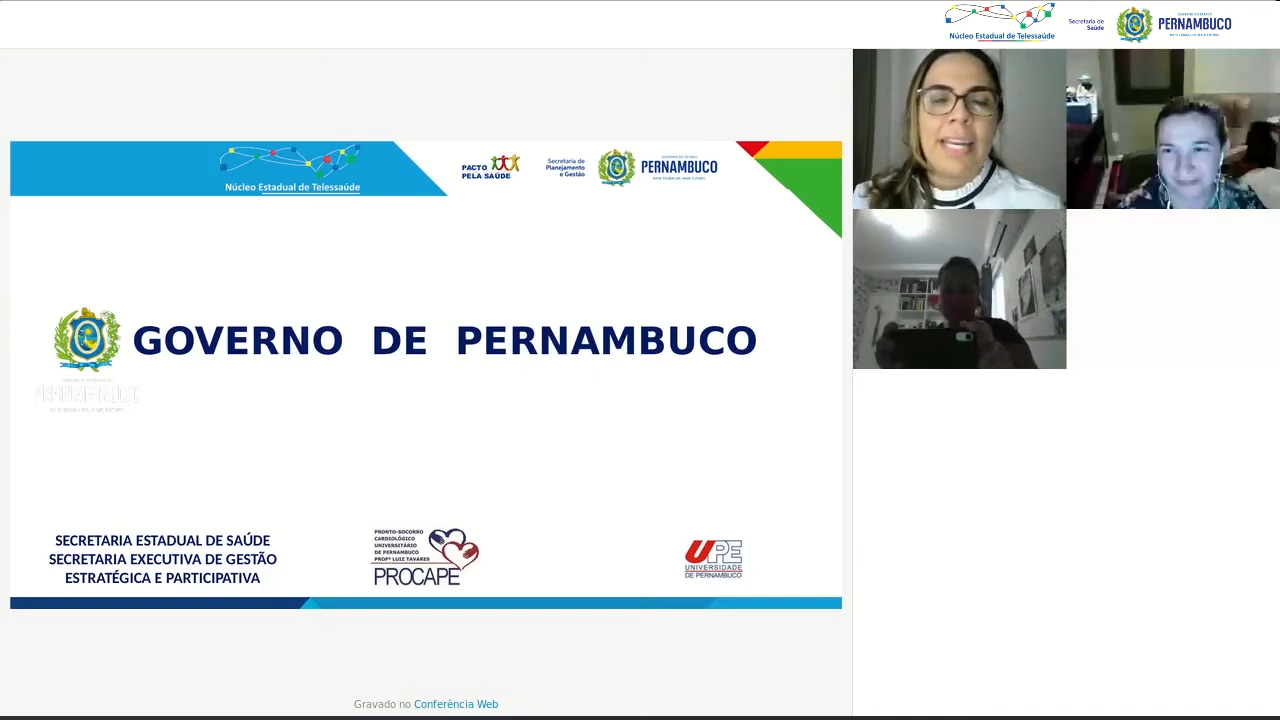 Núcleo Estadual de Telessaúde
Secretaria de
Saúde
PERNAMBUCO
Núcleo Estadual de Telessaúde
PACTO
PELA SAÚDE
Secretaria de
Planejamento
e Gestão
PERNAMBUCO
GOVERNO DE PERNAMBUCO
PERNAMBUCO
SECRETARIA ESTADUAL DE SAÚDE
SECRETARIA EXECUTIVA DE GESTÃO
ESTRATÉGICA E PARTICIPATIVA
PRONTO-SOCORRO
CARDIOLÓGICO
UNIVERSITÁRIO
DE PERNAMBUCO
PROFº LUIZ TAVARES
PROCAPE
UPE
UNIVERSIDADE
DE PERNAMBUCO
Gravado no Conferência Web